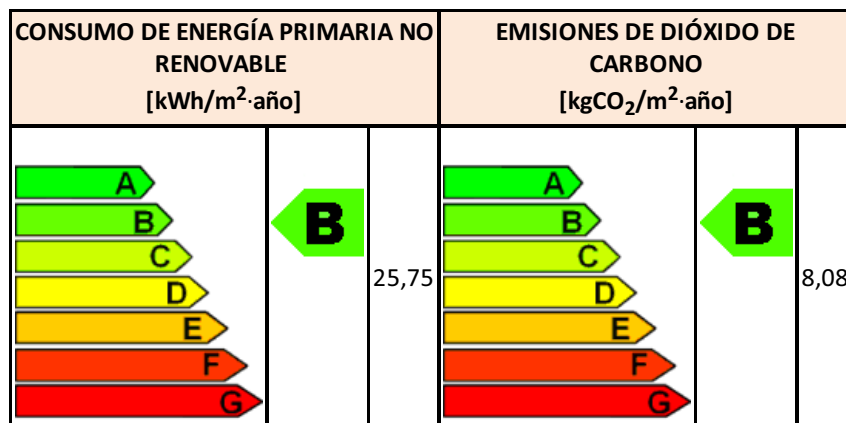 CONSUMO DE ENERGÍA PRIMARIA NO
RENOVABLE
[kWh/m²·año]
EMISIONES DE DIÓXIDO DE
CARBONO
[kgCO₂/m²·año]
A
B
C
D
E
F
G
B
25,75
A
B
C
D
E
F
G
B
8,08